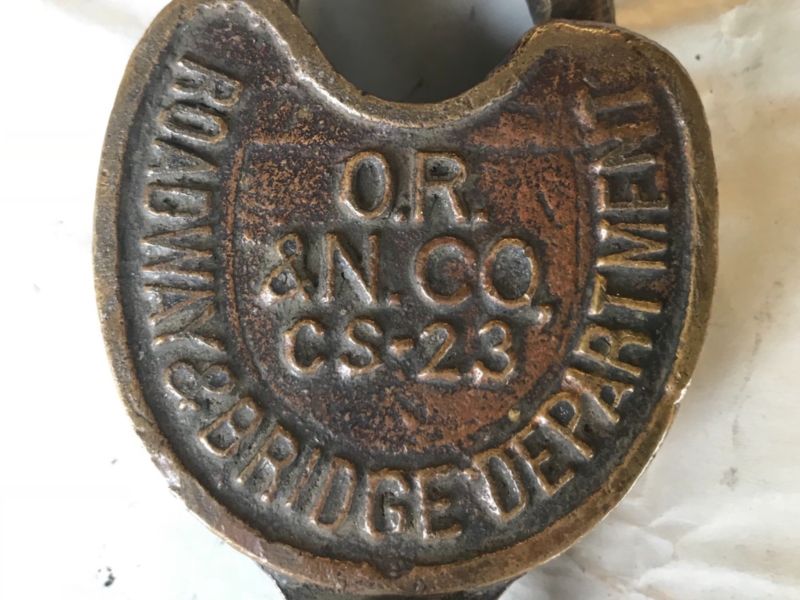 O.R.
& N. CO.
CS-23
ROADWAY & BRIDGE DEPARTMENT